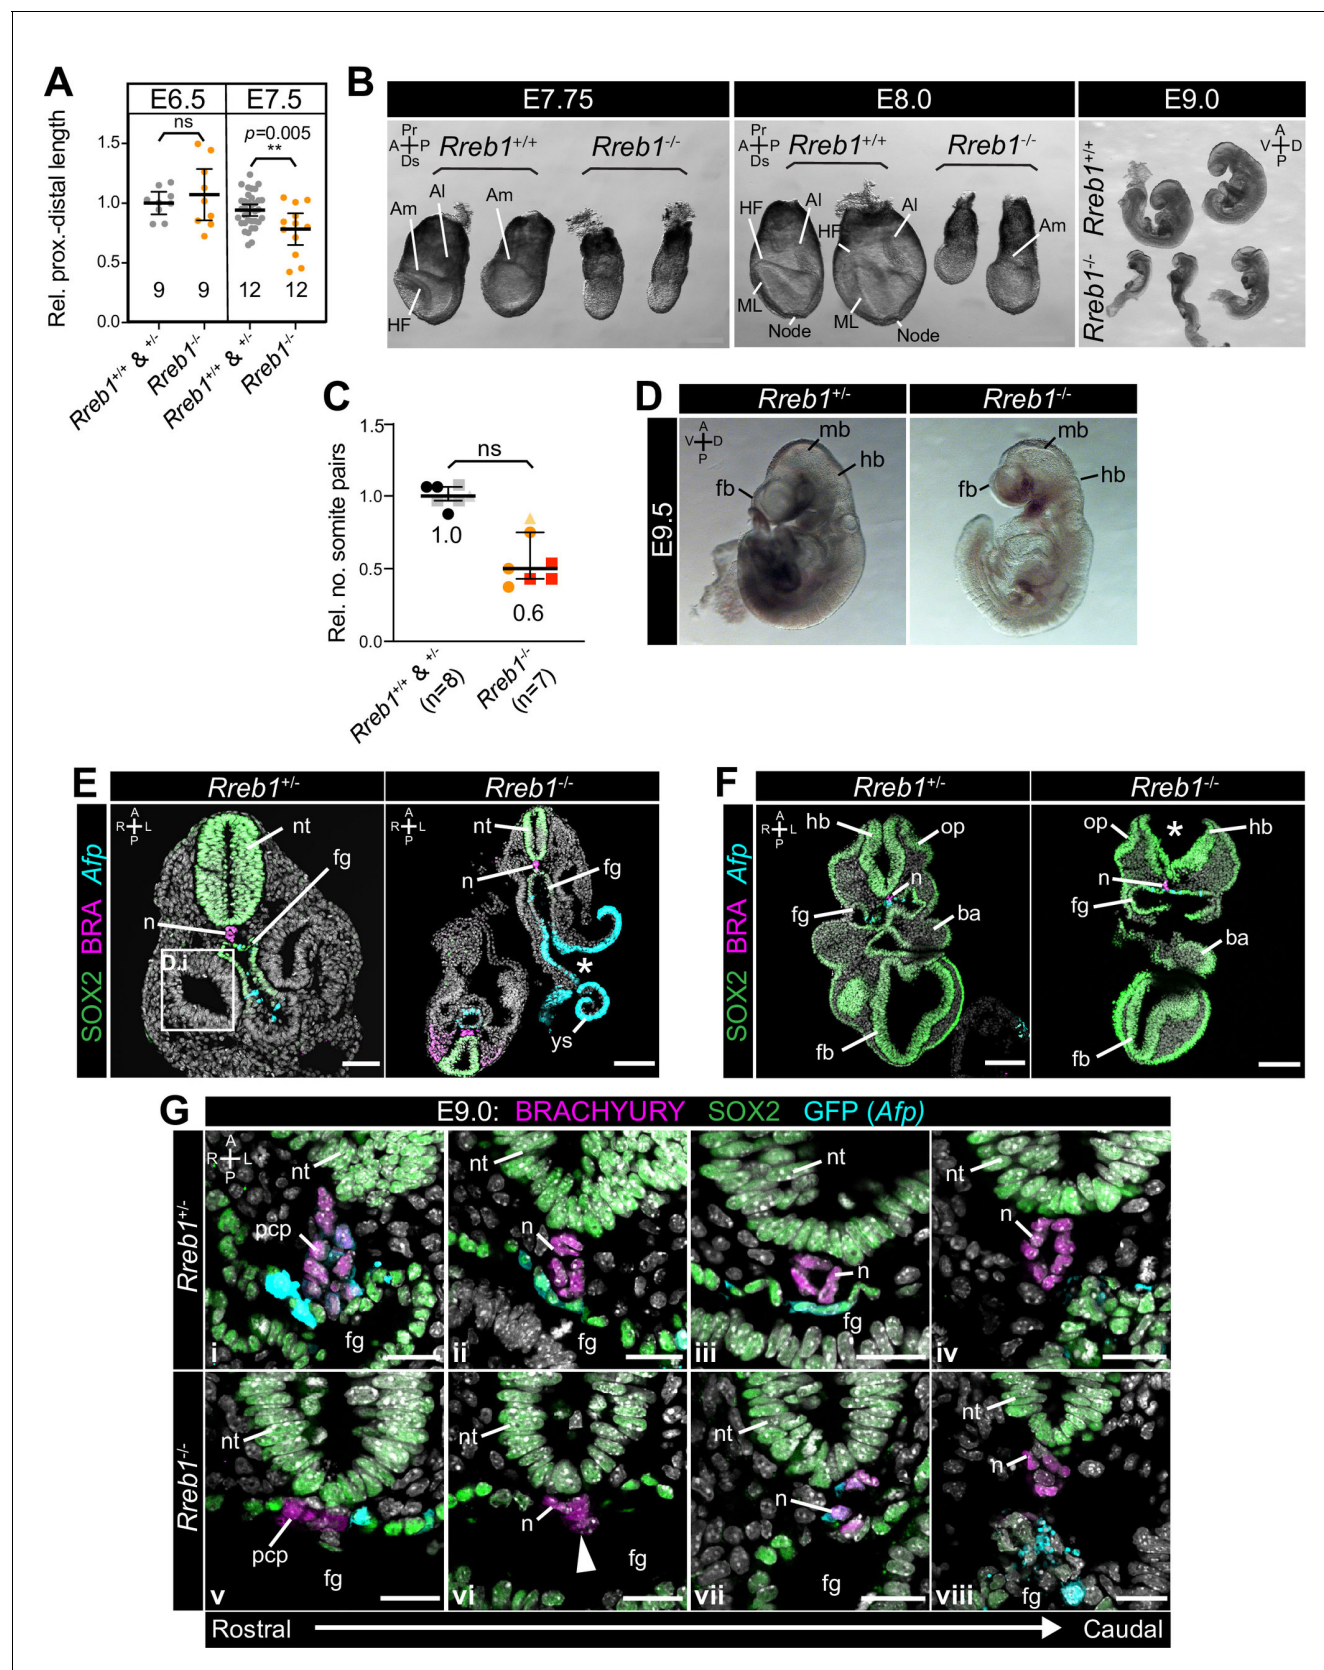 A
E6.5
E7.5
ns
p=0.005
**
Rel. prox.-distal length
1.5
1.0
0.5
0.0
9
9
12
12
Rreb1+/+ & +/-
Rreb1-/-
Rreb1+/+ & +/-
Rreb1-/-
B
E7.75
E8.0
E9.0
Pr
A P
Ds
Rreb1+/+
Rreb1-/-
Al
Am
Am
HF
Pr
A P
Ds
Rreb1+/+
Rreb1-/-
HF
Al
HF
Al
Am
ML
ML
Node
Node
A
V D
P
Rreb1+/+
Rreb1-/-
C
Rel. no. somite pairs
1.5
1.0
0.5
0.0
ns
1.0
0.6
Rreb1+/+ & +/-
(n=8)
Rreb1-/-
(n=7)
D
Rreb1+/-
Rreb1-/-
E9.5
A
V D
P
mb
hb
fb
mb
hb
fb
E
Rreb1+/-
Rreb1-/-
SOX2 BRA Afp
A
R L
P
nt
fg
n
D.i
A
R L
P
nt
fg
n
*
ys
F
Rreb1+/-
Rreb1-/-
SOX2 BRA Afp
A
R L
P
hb
op
n
fg
ba
fb
op
*
hb
n
fg
ba
fb
G
E9.0: BRACHYURY SOX2 GFP (Afp)
Rreb1+/-
A
R L
P
nt
pcp
fg
i
nt
n
fg
ii
nt
n
fg
iii
nt
n
iv
Rreb1-/-
nt
pcp
fg
v
nt
n
fg
vi
nt
n
fg
vii
nt
n
fg
viii
Rostral
Caudal